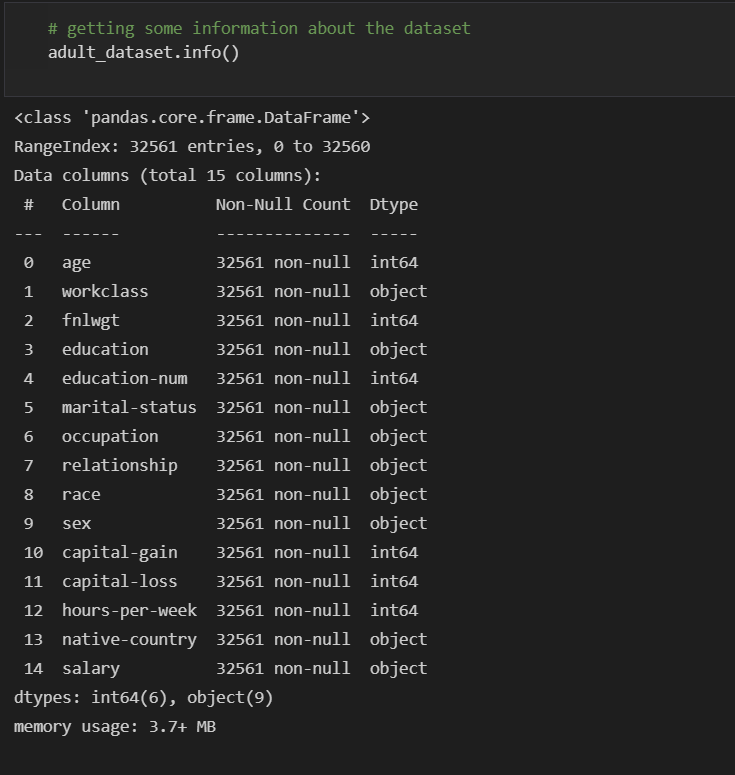 # getting some information about the dataset
adult_dataset.info()
<class 'pandas.core.frame.DataFrame'>
RangeIndex: 32561 entries, 0 to 32560
Data columns (total 15 columns):
 #   Column          Non-Null Count  Dtype
---  ------          --------------  -----
 0   age             32561 non-null  int64
 1   workclass       32561 non-null  object
 2   fnlwgt          32561 non-null  int64
 3   education       32561 non-null  object
 4   education-num   32561 non-null  int64
 5   marital-status  32561 non-null  object
 6   occupation      32561 non-null  object
 7   relationship    32561 non-null  object
 8   race            32561 non-null  object
 9   sex             32561 non-null  object
 10  capital-gain    32561 non-null  int64
 11  capital-loss    32561 non-null  int64
 12  hours-per-week  32561 non-null  int64
 13  native-country  32561 non-null  object
 14  salary          32561 non-null  object
dtypes: int64(6), object(9)
memory usage: 3.7+ MB